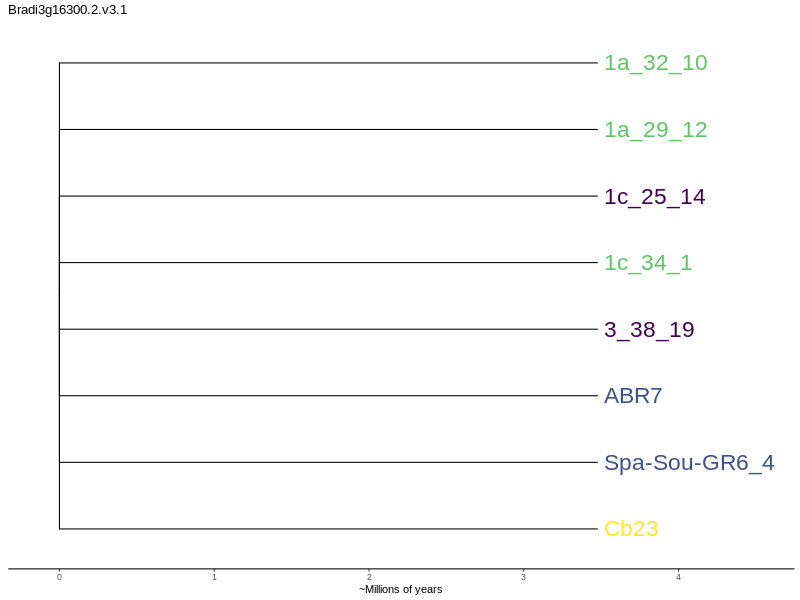 Bradi3g16300.2.v3.1
1a_32_10
1a_29_12
1c_25_14
1c_34_1
3_38_19
ABR7
Spa-Sou-GR6_4
Cb23
0 1 2 3 4
~Millions of years